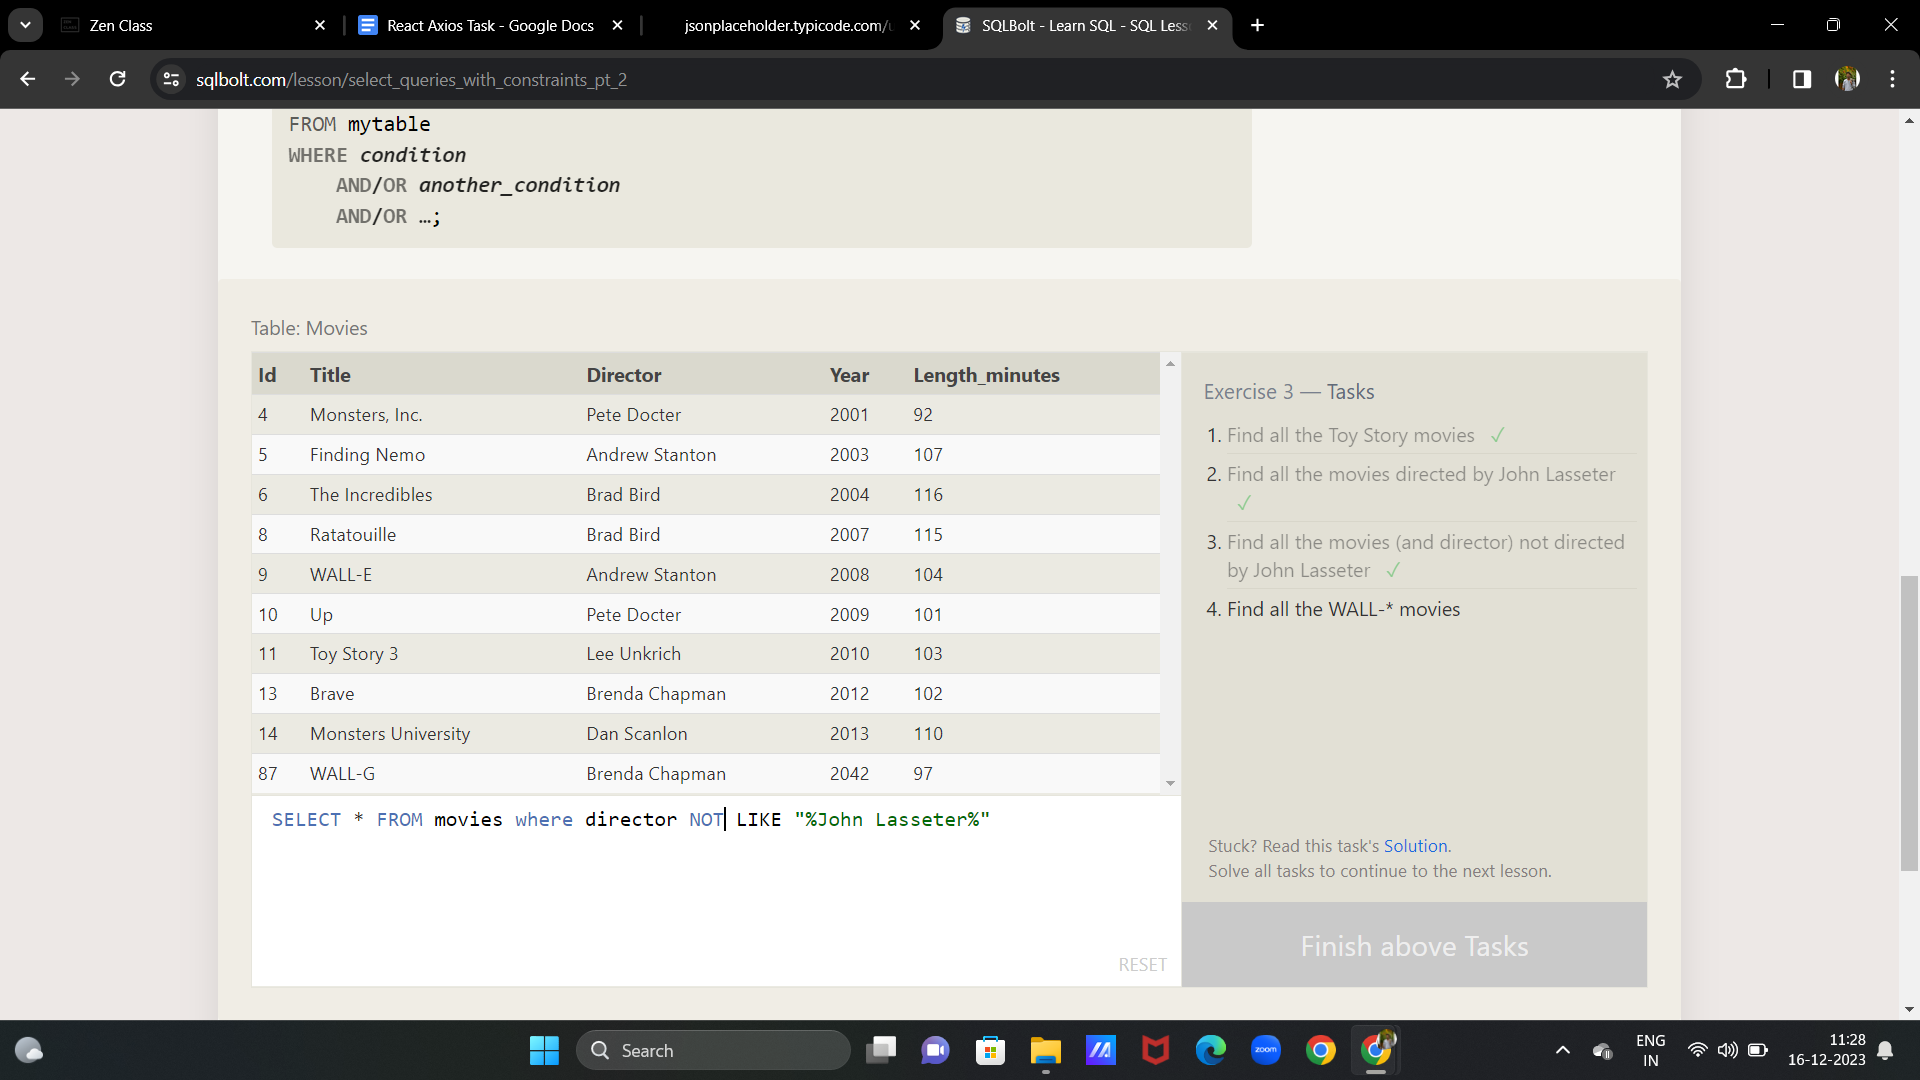 Zen Class
React Axios Task - Google Docs
jsonplaceholder.typicode.com/u
SQLBolt - Learn SQL - SQL Less
sqlbolt.com/lesson/select_queries_with_constraints_pt_2
FROM mytable
WHERE condition
AND/OR another_condition
AND/OR …;
Table: Movies
Id Title Director Year Length_minutes
4 Monsters, Inc. Pete Docter 2001 92
5 Finding Nemo Andrew Stanton 2003 107
6 The Incredibles Brad Bird 2004 116
8 Ratatouille Brad Bird 2007 115
9 WALL-E Andrew Stanton 2008 104
10 Up Pete Docter 2009 101
11 Toy Story 3 Lee Unkrich 2010 103
13 Brave Brenda Chapman 2012 102
14 Monsters University Dan Scanlon 2013 110
87 WALL-G Brenda Chapman 2042 97
SELECT * FROM movies where director NOT LIKE "%John Lasseter%"
RESET
Exercise 3 — Tasks
1. Find all the Toy Story movies ✓
2. Find all the movies directed by John Lasseter
✓
3. Find all the movies (and director) not directed
by John Lasseter ✓
4. Find all the WALL-* movies
Stuck? Read this task's Solution.
Solve all tasks to continue to the next lesson.
Finish above Tasks
Search
zoom
ENG
IN
11:28
16-12-2023